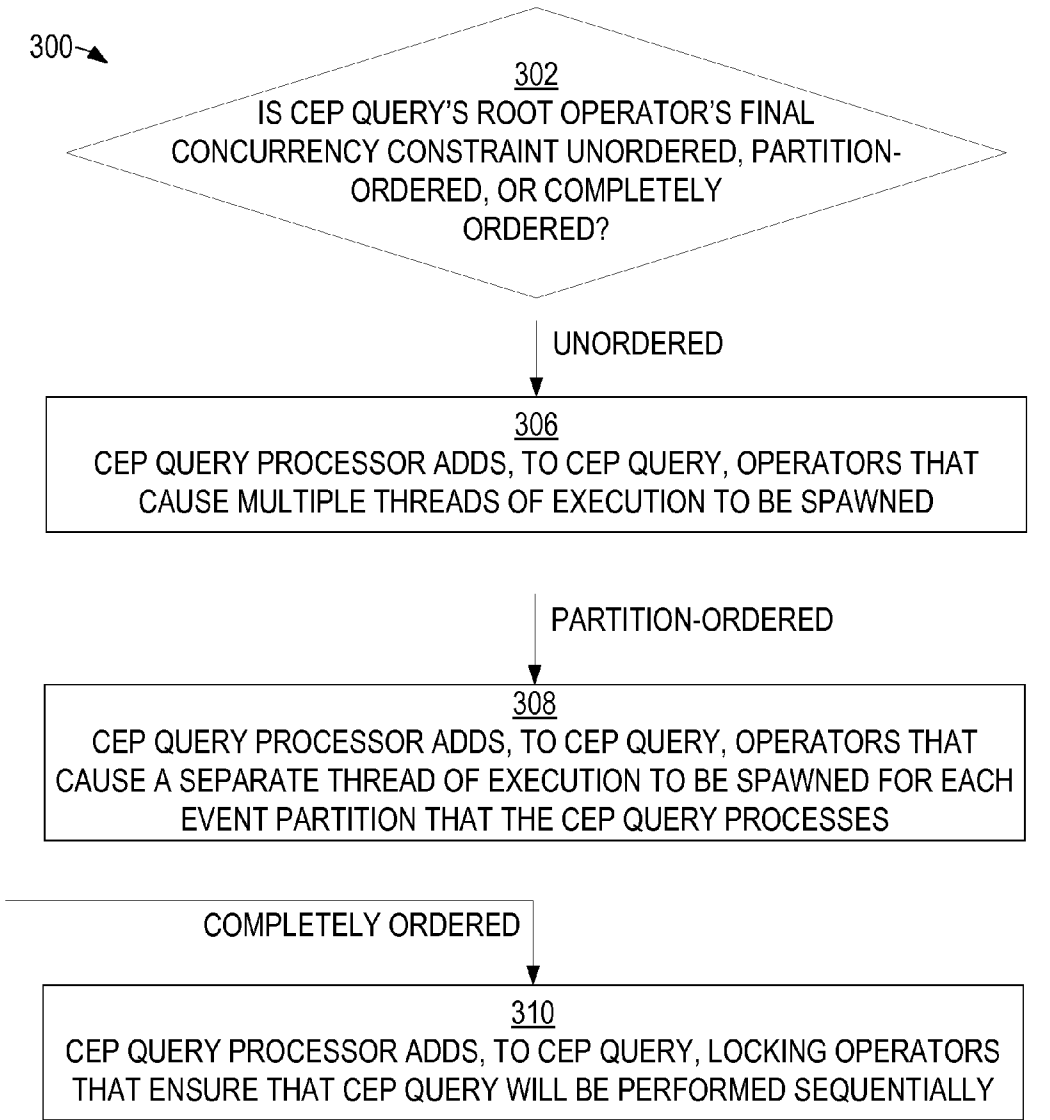 300
302
IS CEP QUERY'S ROOT OPERATOR'S FINAL
CONCURRENCY CONSTRAINT UNORDERED, PARTITION-
ORDERED, OR COMPLETELY
ORDERED?
UNORDERED
306
CEP QUERY PROCESSOR ADDS, TO CEP QUERY, OPERATORS THAT
CAUSE MULTIPLE THREADS OF EXECUTION TO BE SPAWNED
PARTITION-ORDERED
308
CEP QUERY PROCESSOR ADDS, TO CEP QUERY, OPERATORS THAT
CAUSE A SEPARATE THREAD OF EXECUTION TO BE SPAWNED FOR EACH
EVENT PARTITION THAT THE CEP QUERY PROCESSES
COMPLETELY ORDERED
310
CEP QUERY PROCESSOR ADDS, TO CEP QUERY, LOCKING OPERATORS
THAT ENSURE THAT CEP QUERY WILL BE PERFORMED SEQUENTIALLY